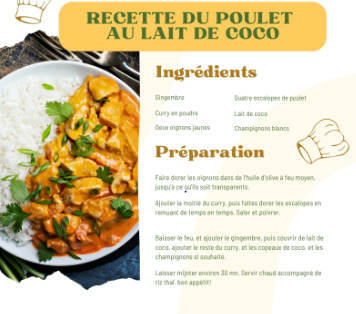 RECETTE DU POULET
AU LAIT DE COCO
Ingrédients
Gingembre
Quatre escalopes de poulet
Curry en poudre
Lait de coco
Deux oignons jaunes
Champignons blancs
Préparation
Faire dorer les oignons dans de l'huile d'olive à feu moyen,
jusqu'à ce qu'ils soit transparents.
Ajouter la moitié du curry, puis faites dorer les escalopes en
remuant de temps en temps. Saler et poivrer.
Baisser le feu, et ajouter le gingembre, puis couvrir de lait de
coco, ajouter le reste du curry, et les copeaux de coco, et les
champignons si souhaité.
Laisser mijoter environ 30 mn. Servir chaud accompagné de
riz thaï. bon appétit!